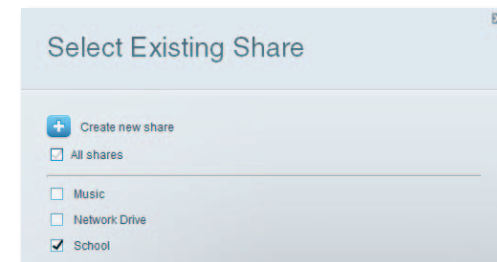 Select Existing Share
Create new share
All shares
Music
Network Drive
School